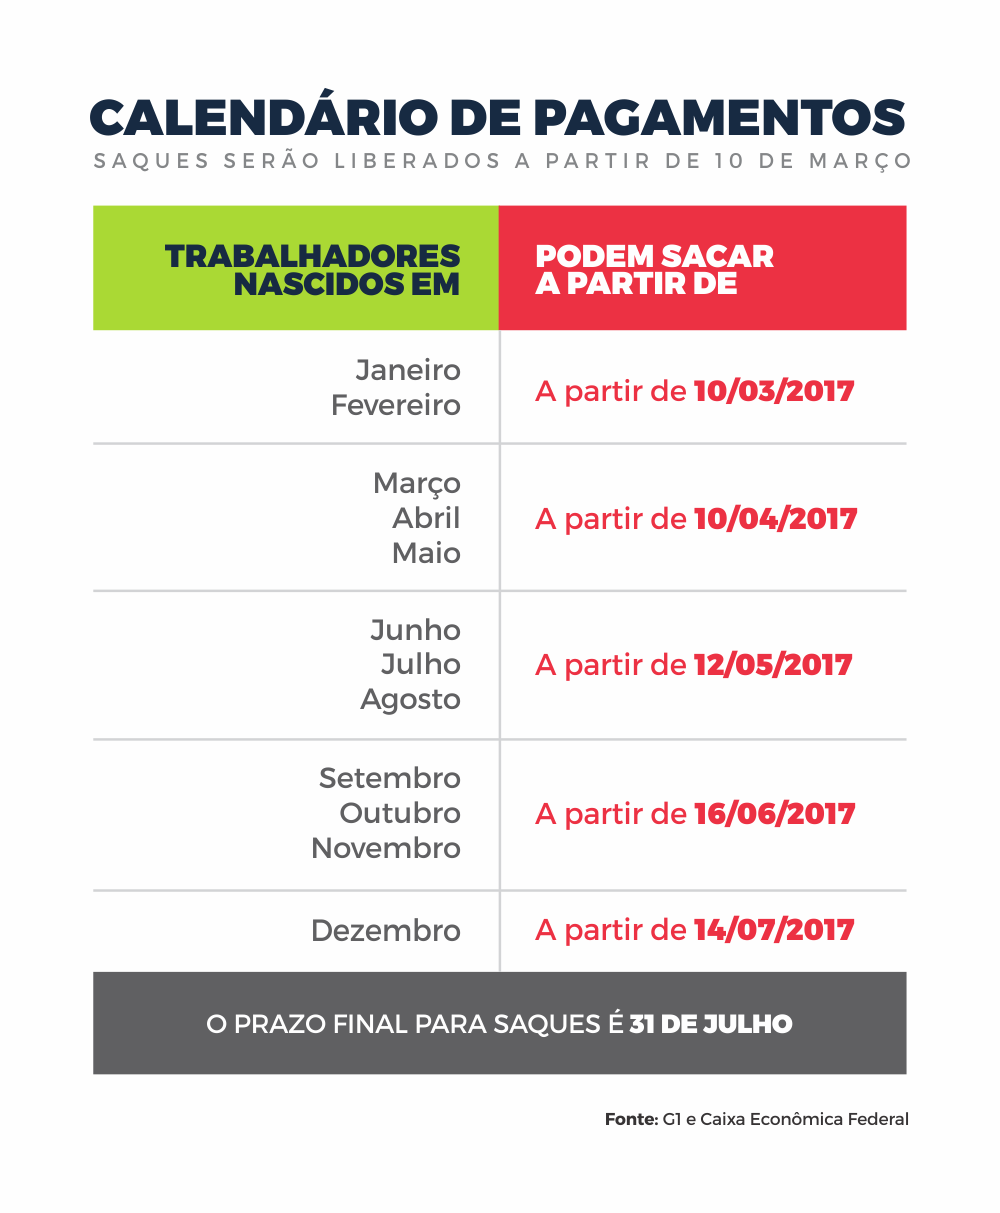 CALENDÁRIO DE PAGAMENTOS
SAQUES SERÃO LIBERADOS A PARTIR DE 10 DE MARÇO
TRABALHADORES
NASCIDOS EM
PODEM SACAR
A PARTIR DE
Janeiro
Fevereiro
A partir de 10/03/2017
Março
Abril
Maio
A partir de 10/04/2017
Junho
Julho
Agosto
A partir de 12/05/2017
Setembro
Outubro
Novembro
A partir de 16/06/2017
Dezembro
A partir de 14/07/2017
O PRAZO FINAL PARA SAQUES É 31 DE JULHO
Fonte: G1 e Caixa Econômica Federal